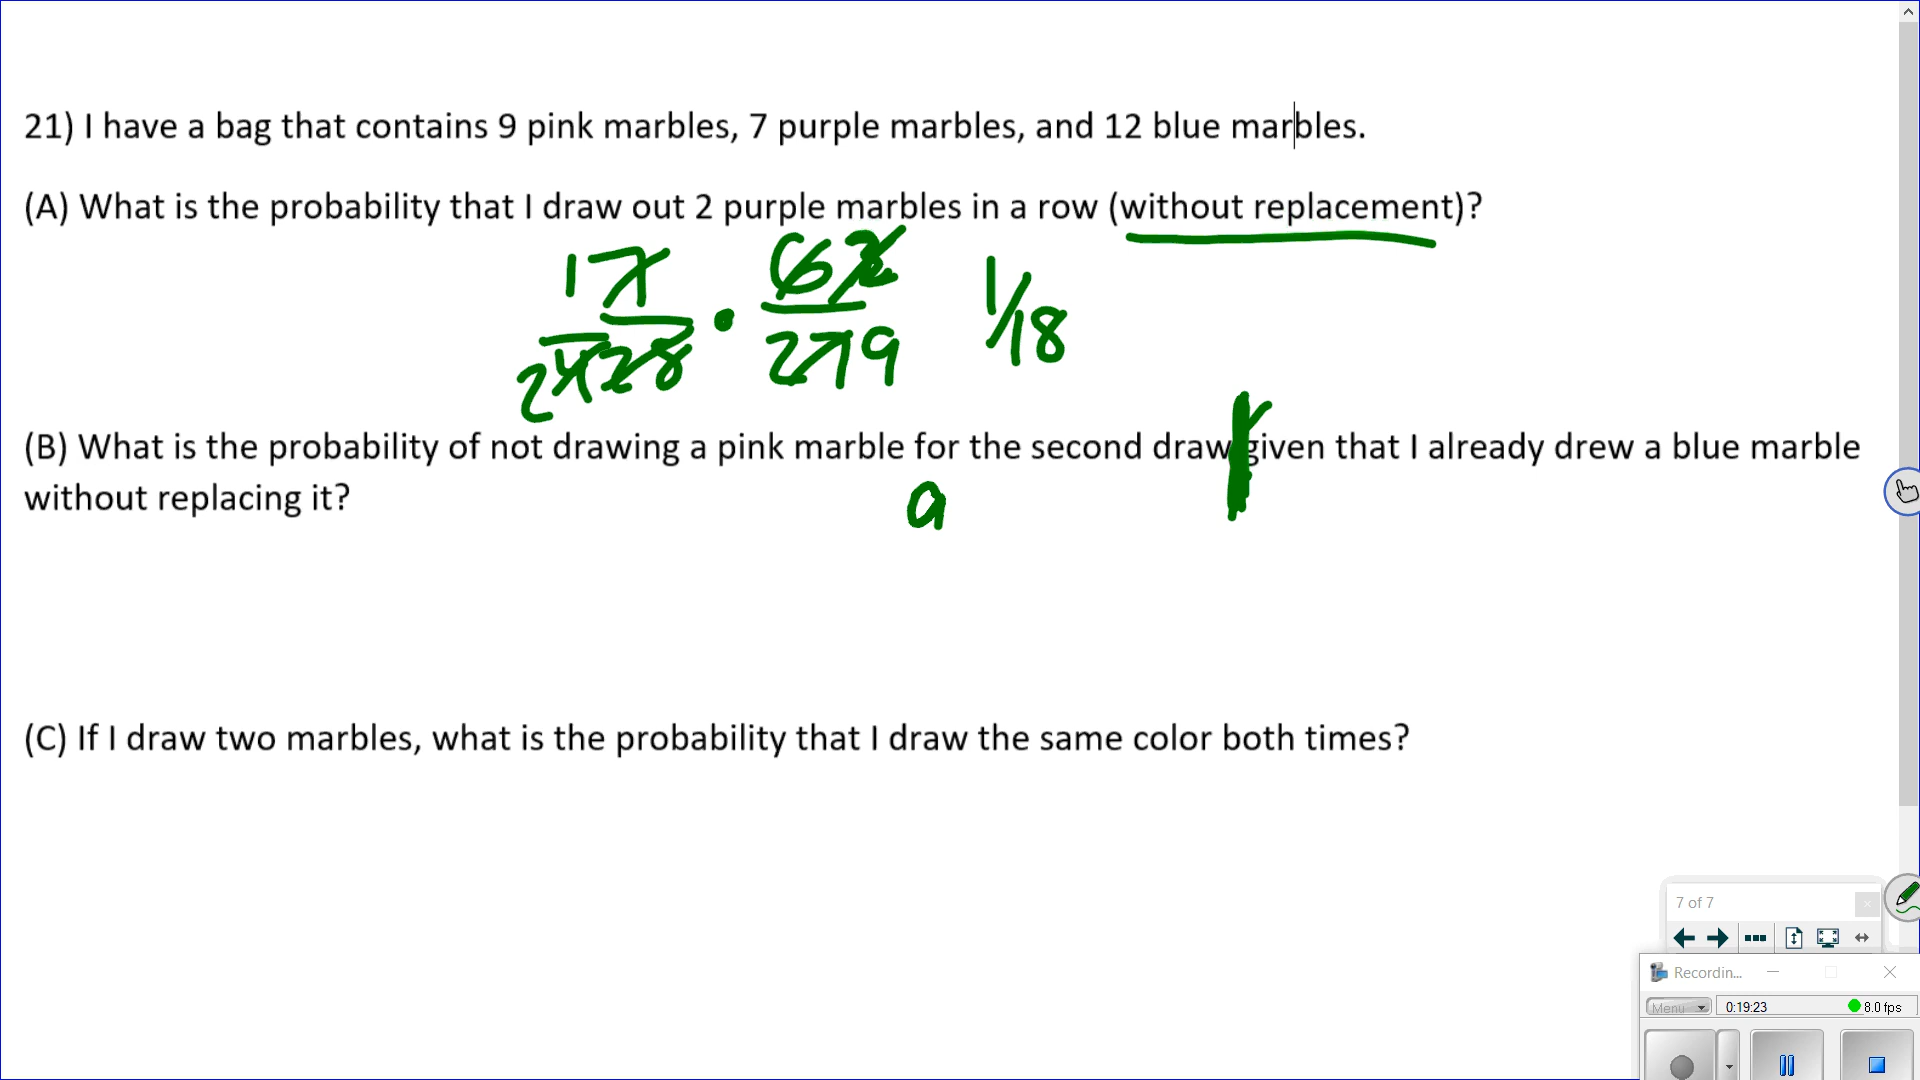 21) I have a bag that contains 9 pink marbles, 7 purple marbles, and 12 blue marbles.
(A) What is the probability that I draw out 2 purple marbles in a row (without replacement)?
1 7 6 2 1/18
2 4 28 27 9
(B) What is the probability of not drawing a pink marble for the second draw given that I already drew a blue marble
without replacing it?
a
(C) If I draw two marbles, what is the probability that I draw the same color both times?
7 of 7
Recordin...
Menu 0:19:23 8.0 fps